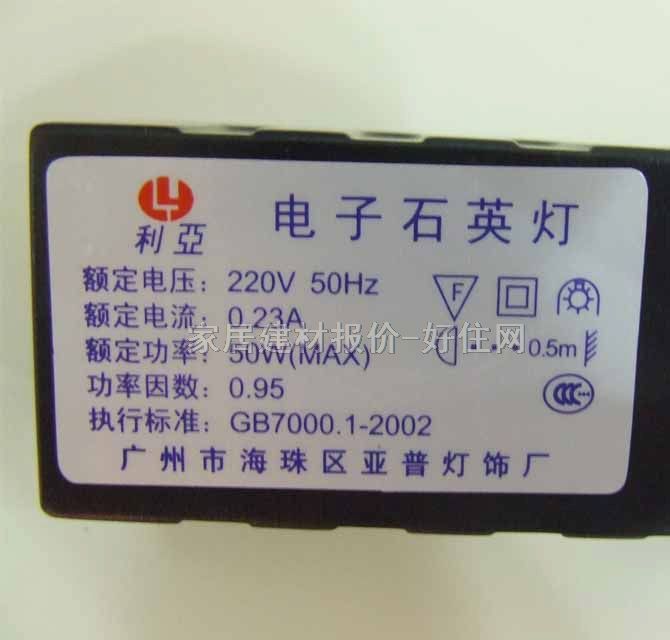 电子石英灯
利亞
额定电压：220V 50Hz
额定电流：0.23A
额定功率：50W(MAX)
功率因数：0.95
执行标准：GB7000.1-2002
F
0.5m
CCC
广州市海珠区亚普灯饰厂
家居建材报价-好住网